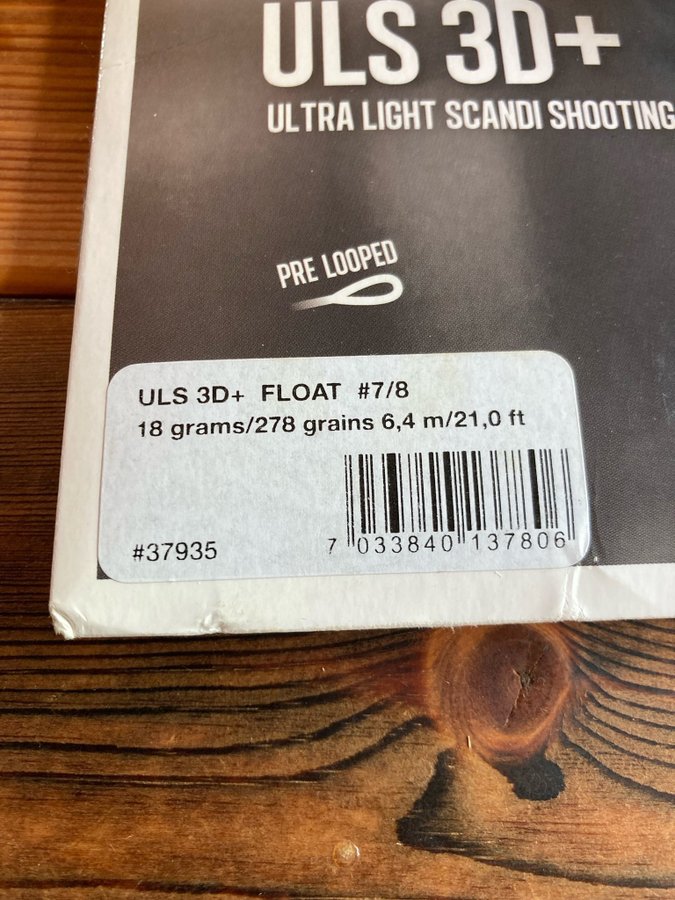 ULS 3D+
ULTRA LIGHT SCANDI SHOOTING
PRE LOOPED
ULS 3D+ FLOAT #7/8
18 grams/278 grains 6,4 m/21,0 ft
#37935
7 033840 137806